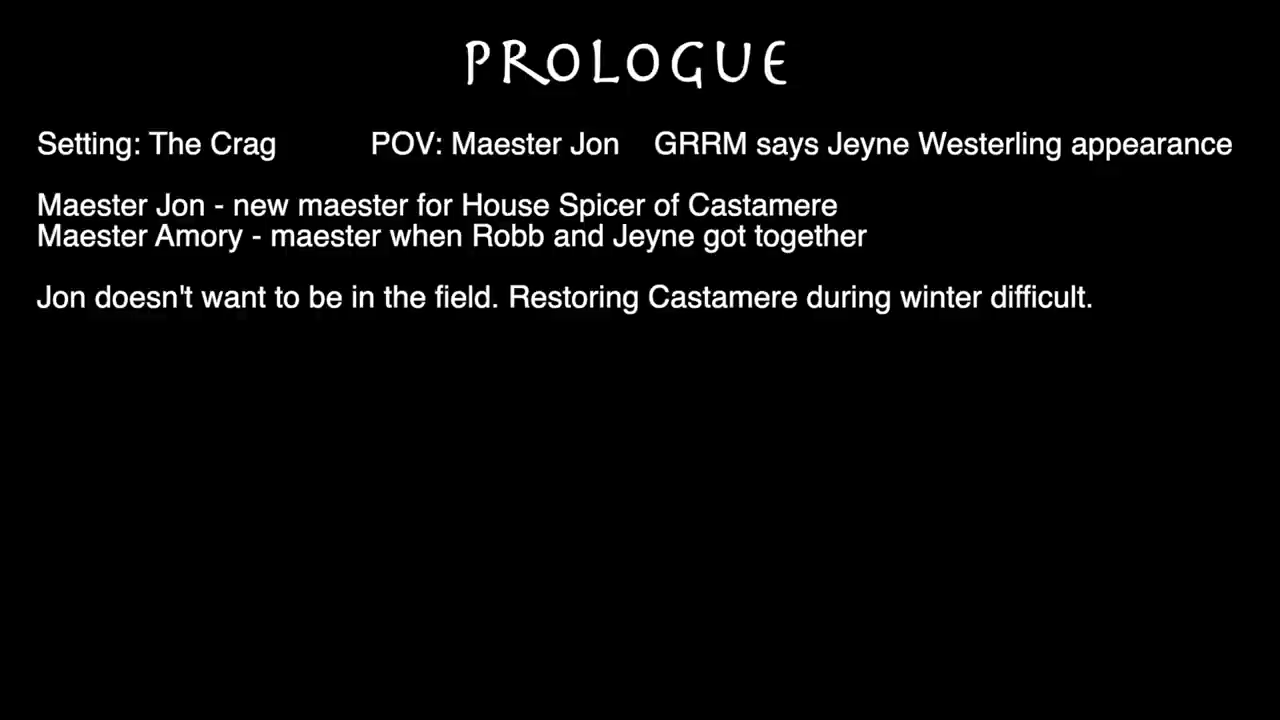 PROLOGUE
Setting: The Crag POV: Maester Jon GRRM says Jeyne Westerling appearance
Maester Jon - new maester for House Spicer of Castamere
Maester Amory - maester when Robb and Jeyne got together
Jon doesn't want to be in the field. Restoring Castamere during winter difficult.